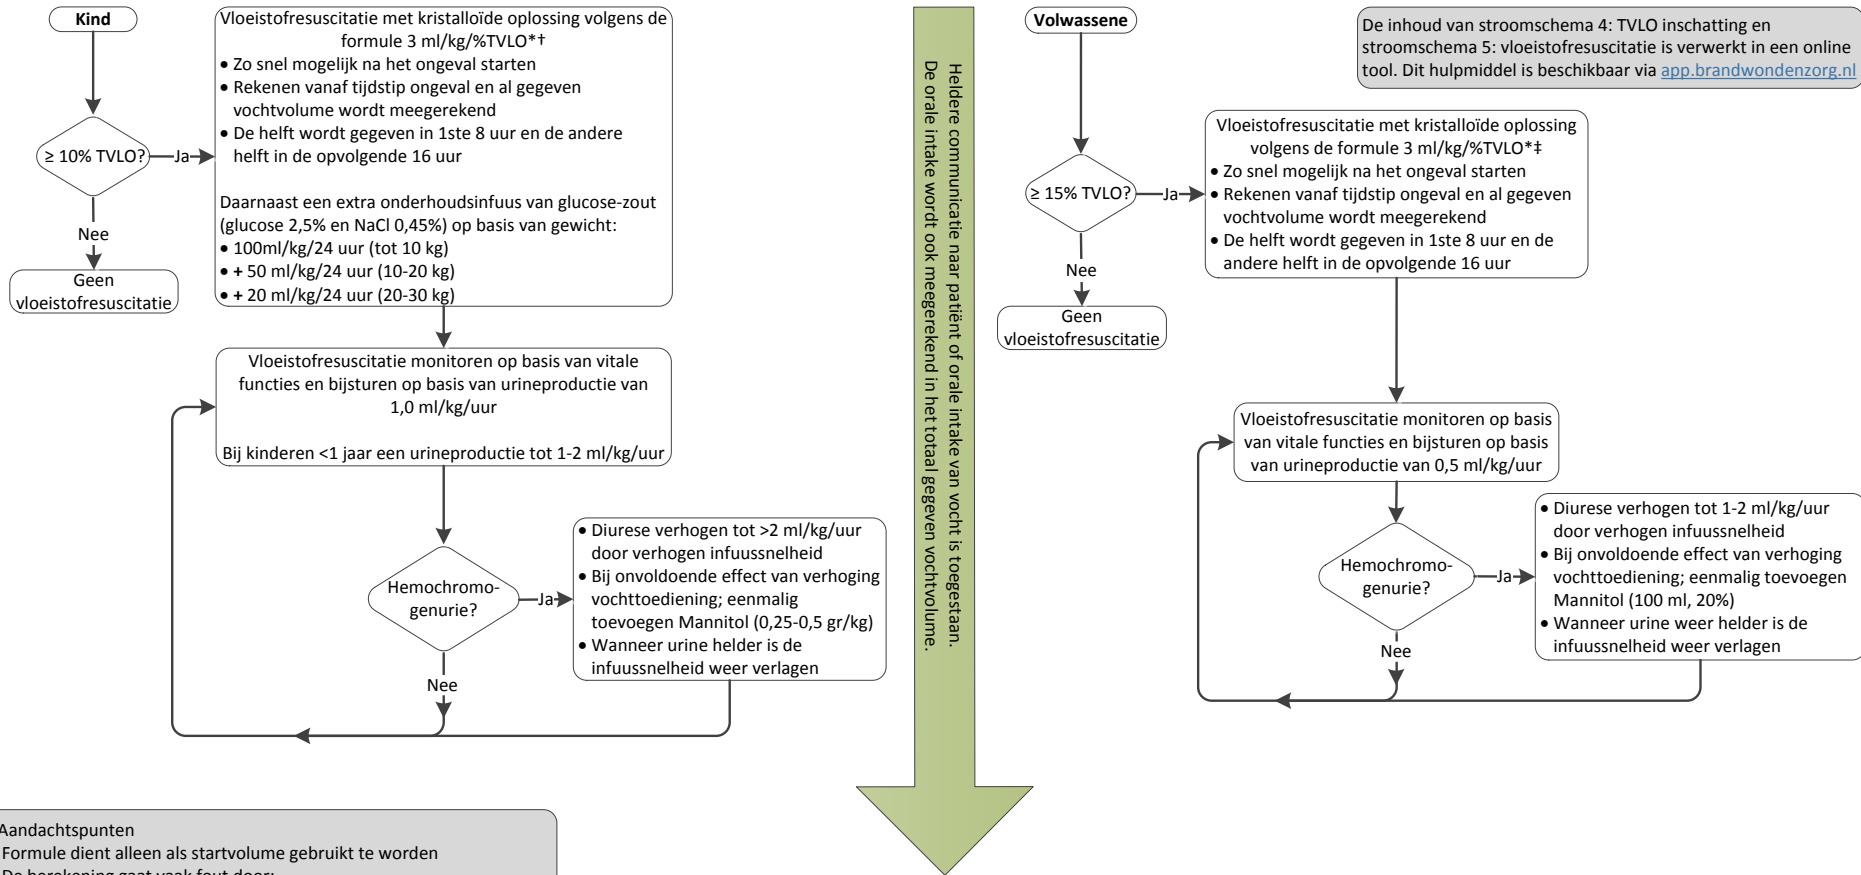 Kind
Vloeistofresuscitatie met kristalloïde oplossing volgens de
formule 3 ml/kg/%TVLO*†
• Zo snel mogelijk na het ongeval starten
• Rekenen vanaf tijdstip ongeval en al gegeven
vochtvolume wordt meegerekend
• De helft wordt gegeven in 1ste 8 uur en de andere
helft in de opvolgende 16 uur
Daarnaast een extra onderhoudsinfuus van glucose-zout
(glucose 2,5% en NaCl 0,45%) op basis van gewicht:
• 100ml/kg/24 uur (tot 10 kg)
• + 50 ml/kg/24 uur (10-20 kg)
• + 20 ml/kg/24 uur (20-30 kg)
≥ 10% TVLO?
Ja
Nee
Geen
vloeistofresuscitatie
Vloeistofresuscitatie monitoren op basis van vitale
functies en bijsturen op basis van urineproductie van
1,0 ml/kg/uur
Bij kinderen <1 jaar een urineproductie tot 1-2 ml/kg/uur
Hemochromo-
genurie?
Ja
Nee
• Diurese verhogen tot >2 ml/kg/uur
door verhogen infuussnelheid
• Bij onvoldoende effect van verhoging
vochttoediening; eenmalig
toevoegen Mannitol (0,25-0,5 gr/kg)
• Wanneer urine helder is de
infuussnelheid weer verlagen
Heldere communicatie naar patiënt of orale intake van vocht is toegestaan.
De orale intake wordt ook meegerekend in het totaal gegeven vochtvolume.
Volwassene
De inhoud van stroomschema 4: TVLO inschatting en
stroomschema 5: vloeistofresuscitatie is verwerkt in een online
tool. Dit hulpmiddel is beschikbaar via app.brandwondenzorg.nl
≥ 15% TVLO?
Ja
Nee
Geen
vloeistofresuscitatie
Vloeistofresuscitatie met kristalloïde oplossing
volgens de formule 3 ml/kg/%TVLO*‡
• Zo snel mogelijk na het ongeval starten
• Rekenen vanaf tijdstip ongeval en al gegeven
vochtvolume wordt meegerekend
• De helft wordt gegeven in 1ste 8 uur en de
andere helft in de opvolgende 16 uur
Vloeistofresuscitatie monitoren op basis
van vitale functies en bijsturen op basis
van urineproductie van 0,5 ml/kg/uur
Hemochromo-
genurie?
Ja
Nee
• Diurese verhogen tot 1-2 ml/kg/uur
door verhogen infuussnelheid
• Bij onvoldoende effect van verhoging
vochttoediening; eenmalig toevoegen
Mannitol (100 ml, 20%)
• Wanneer urine weer helder is de
infuussnelheid weer verlagen
Aandachtspunten
Formule dient alleen als startvolume gebruikt te worden
De berekening gaat vaak fout door: